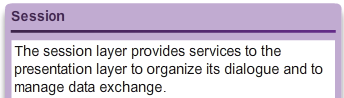 Session
The session layer provides services to the
presentation layer to organize its dialogue and to
manage data exchange.